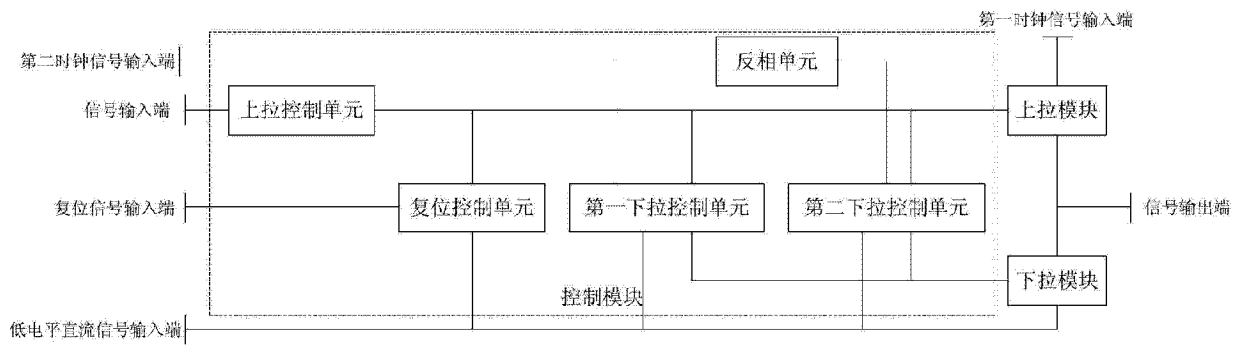 第一时钟信号输入端
第二时钟信号输入端
反相单元
信号输入端
上拉控制单元
上拉模块
复位信号输入端
复位控制单元
第一下拉控制单元
第二下拉控制单元
信号输出端
下拉模块
控制模块
低电平直流信号输入端